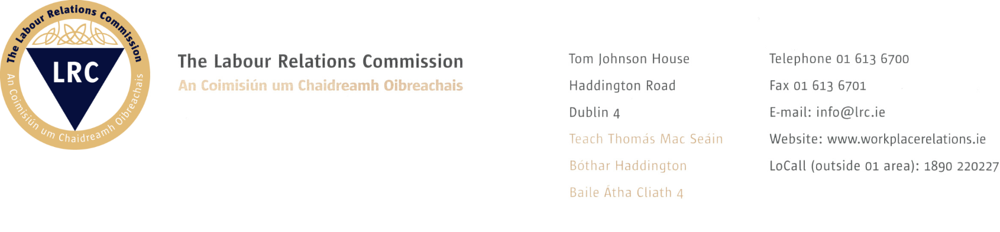 The Labour Relations Commission
LRC
An Coimisiún um Chaidreamh Oibreachais
The Labour Relations Commission
An Coimisiún um Chaidreamh Oibreachais
Tom Johnson House
Haddington Road
Dublin 4
Teach Thomás Mac Seáin
Bóthar Haddington
Baile Átha Cliath 4
Telephone 01 613 6700
Fax 01 613 6701
E-mail: info@lrc.ie
Website: www.workplacerelations.ie
LoCall (outside 01 area): 1890 220227